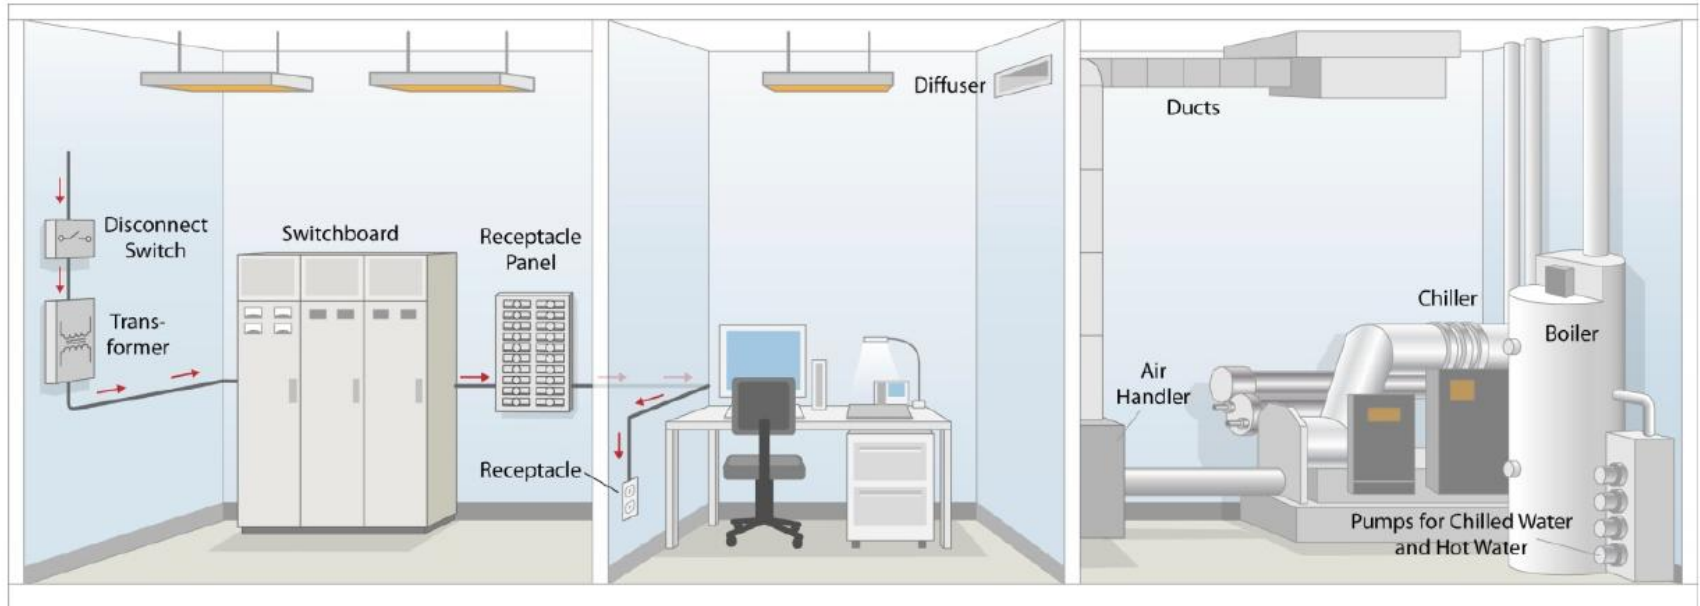 Disconnect
Switch
Trans-
former
Switchboard
Receptacle
Panel
Receptacle
Diffuser
Ducts
Air
Handler
Chiller
Boiler
Pumps for Chilled Water
and Hot Water